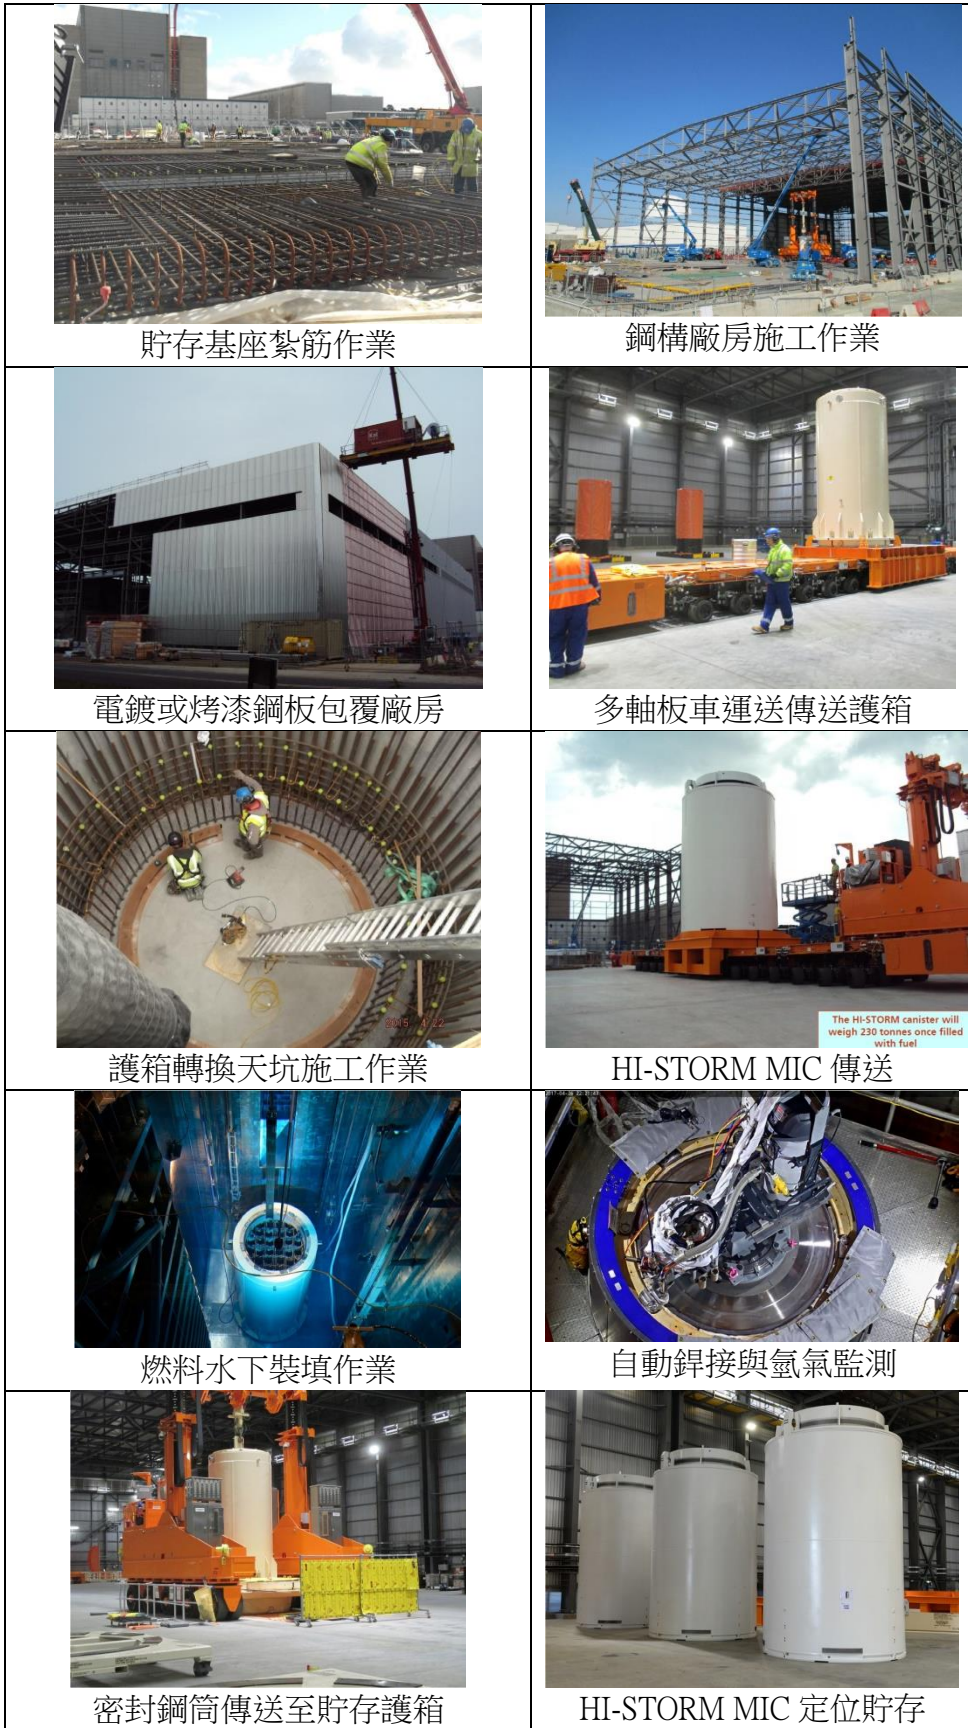 貯存基座紮筋作業
鋼構廠房施工作業
電鍍或烤漆鋼板包覆廠房
多軸板車運送傳送護箱
2015 4 22
護箱轉換天坑施工作業
The HI-STORM canister will
weigh 230 tonnes once filled
with fuel
HI-STORM MIC 傳送
燃料水下裝填作業
自動銲接與氫氣監測
密封鋼筒傳送至貯存護箱
HI-STORM MIC 定位貯存